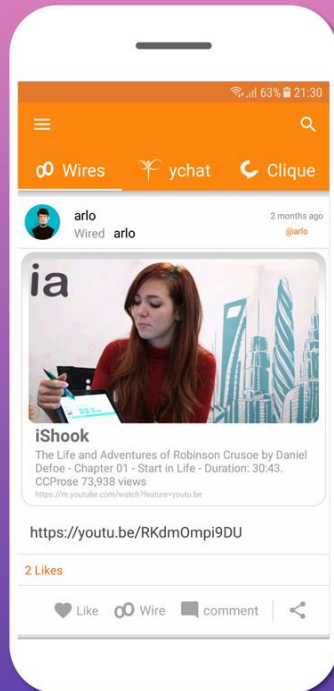 63% 21:30
Wires ychat Clique
arlo
2 months ago
Wired arlo
@arlo
ia
iShook
The Life and Adventures of Robinson Crusoe by Daniel
Defoe - Chapter 01 - Start in Life - Duration: 30:43.
CCProse 73,938 views
https://m.youtube.com/watch?feature=youtu.be
https://youtu.be/RKdmOmpi9DU
2 Likes
Like Wire comment